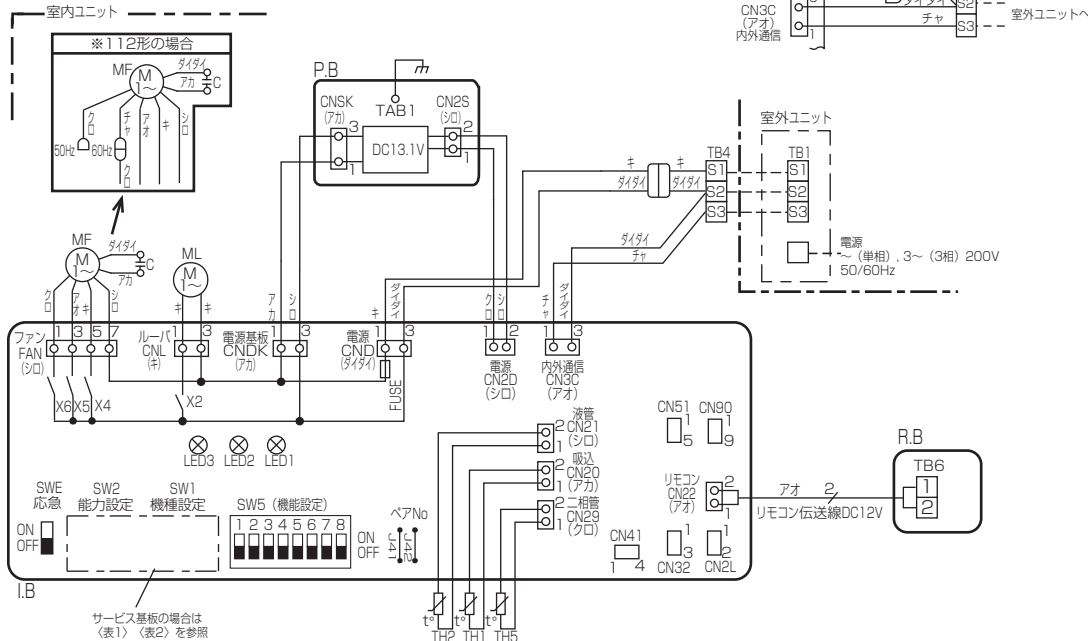 室内ユニット
※112形の場合
MF
M
1～
ダイダイ
アカ
C
クロ
チャ
アオ
キ
シロ
50Hz
60Hz
クロ
CN3C
(アオ)
内外通信
1
ダイダイ
チャ
S2
S3
室外ユニットへ
P.B
CNSK
(アカ)
3
1
TAB1
DC13.1V
CN2S
(シロ)
2
1
室外ユニット
キ
キ
ダイダイ
ダイダイ
TB4
S1
S2
S3
TB1
S1
S2
S3
電源
～ (単相) , 3～ (3相) 200V
50/60Hz
ダイダイ
チャ
MF
M
1～
ダイダイ
アカ
C
クロ
アオ
キ
シロ
ML
M
1～
キ
キ
アカ
シロ
キ
ダイダイ
クロ
シロ
チャ
ダイダイ
ファン
FAN
(シロ)
1 3 5 7
ルーバ
CNL
(キ)
1 3
電源基板
CNDK
(アカ)
1 3
電源
CND
(ダイダイ)
1 3
FUSE
1 2
電源
CN2D
(シロ)
1 3
内外通信
CN3C
(アオ)
X6 X5 X4
X2
LED3 LED2 LED1
2
1
液管
CN21
(シロ)
2
1
吸込
CN20
(アカ)
2
1
二相管
CN29
(クロ)
CN51
1
5
CN90
1
9
リモコン
CN22
(アオ)
2
1
アオ
2
リモコン伝送線DC12V
R.B
TB6
1
2
CN41
1 4
1
3
CN32
1
2
CN2L
SWE
応急
ON
OFF
SW2
能力設定
SW1
機種設定
SW5 (機能設定)
1 2 3 4 5 6 7 8
ON
OFF
ペアNo
J41
J42
I.B
サービス基板の場合は
〈表1〉〈表2〉を参照
t°
TH2
t°
TH1
t°
TH5